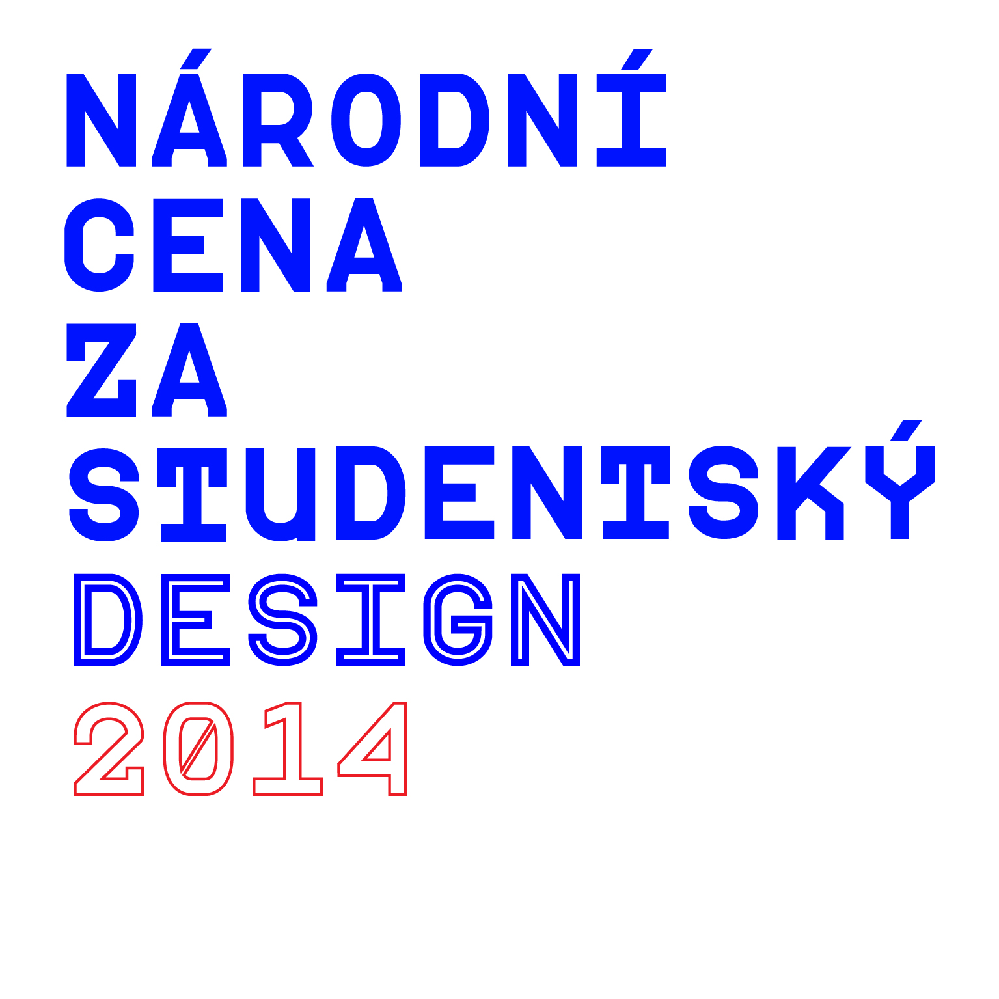 NÁRODNÍ
CENA
ZA
STUDENTSKÝ
DESIGN
2014